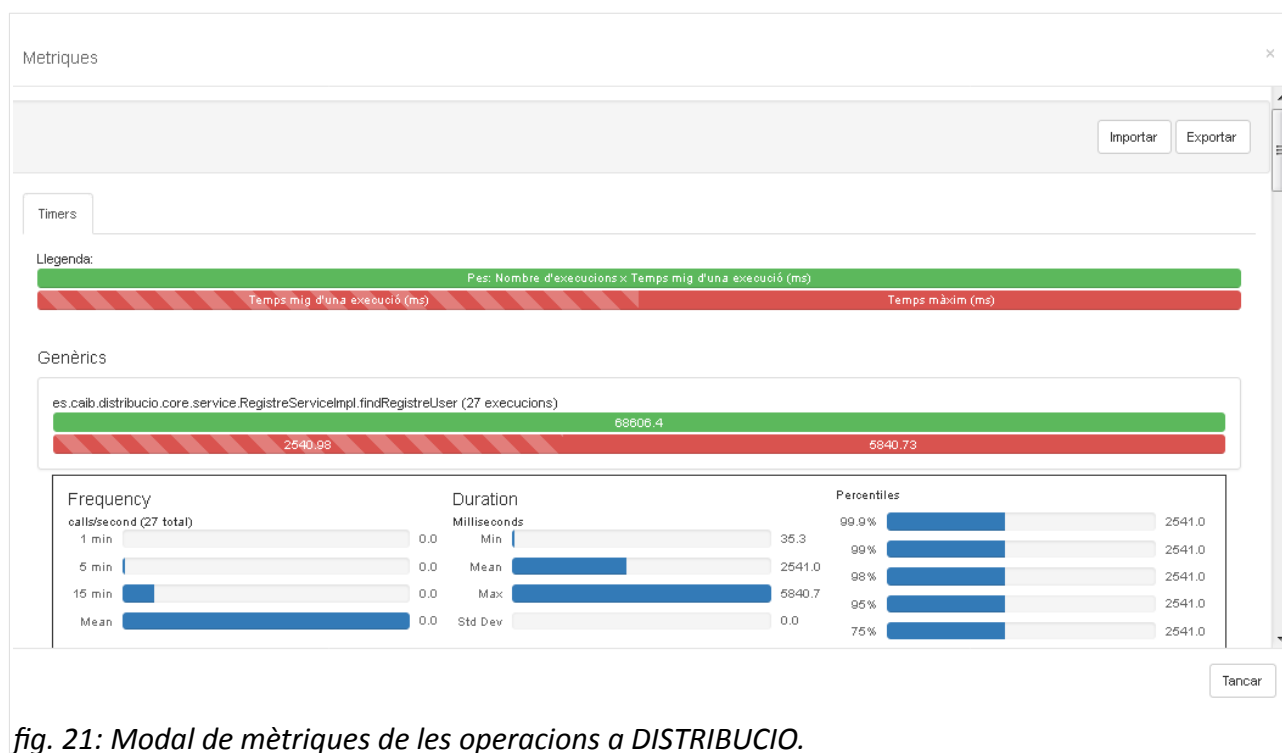 Metriques
×
Importar Exportar
Timers
Llegenda:
Pes: Nombre d'execucions x Temps mig d'una execució (ms)
Temps mig d'una execució (ms) Temps màxim (ms)
Genèrics
es.caib.distribucio.core.service.RegistreServiceImpl.findRegistreUser (27 execucions)
68606.4
2540.98 5840.73
Frequency
calls/second (27 total)
1 min 0.0
5 min 0.0
15 min 0.0
Mean 0.0
Duration
Milliseconds
Min 35.3
Mean 2541.0
Max 5840.7
Std Dev 0.0
Percentiles
99.9% 2541.0
99% 2541.0
98% 2541.0
95% 2541.0
75% 2541.0
Tancar
fig. 21: Modal de mètriques de les operacions a DISTRIBUCIO.